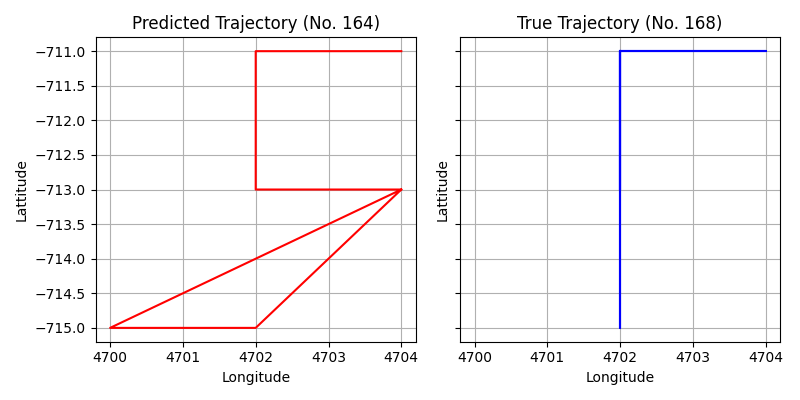 Predicted Trajectory (No. 164)
−711.0
−711.5
−712.0
−712.5
−713.0
−713.5
−714.0
−714.5
−715.0
Lattitude
4700 4701 4702 4703 4704
Longitude
True Trajectory (No. 168)
Lattitude
4700 4701 4702 4703 4704
Longitude